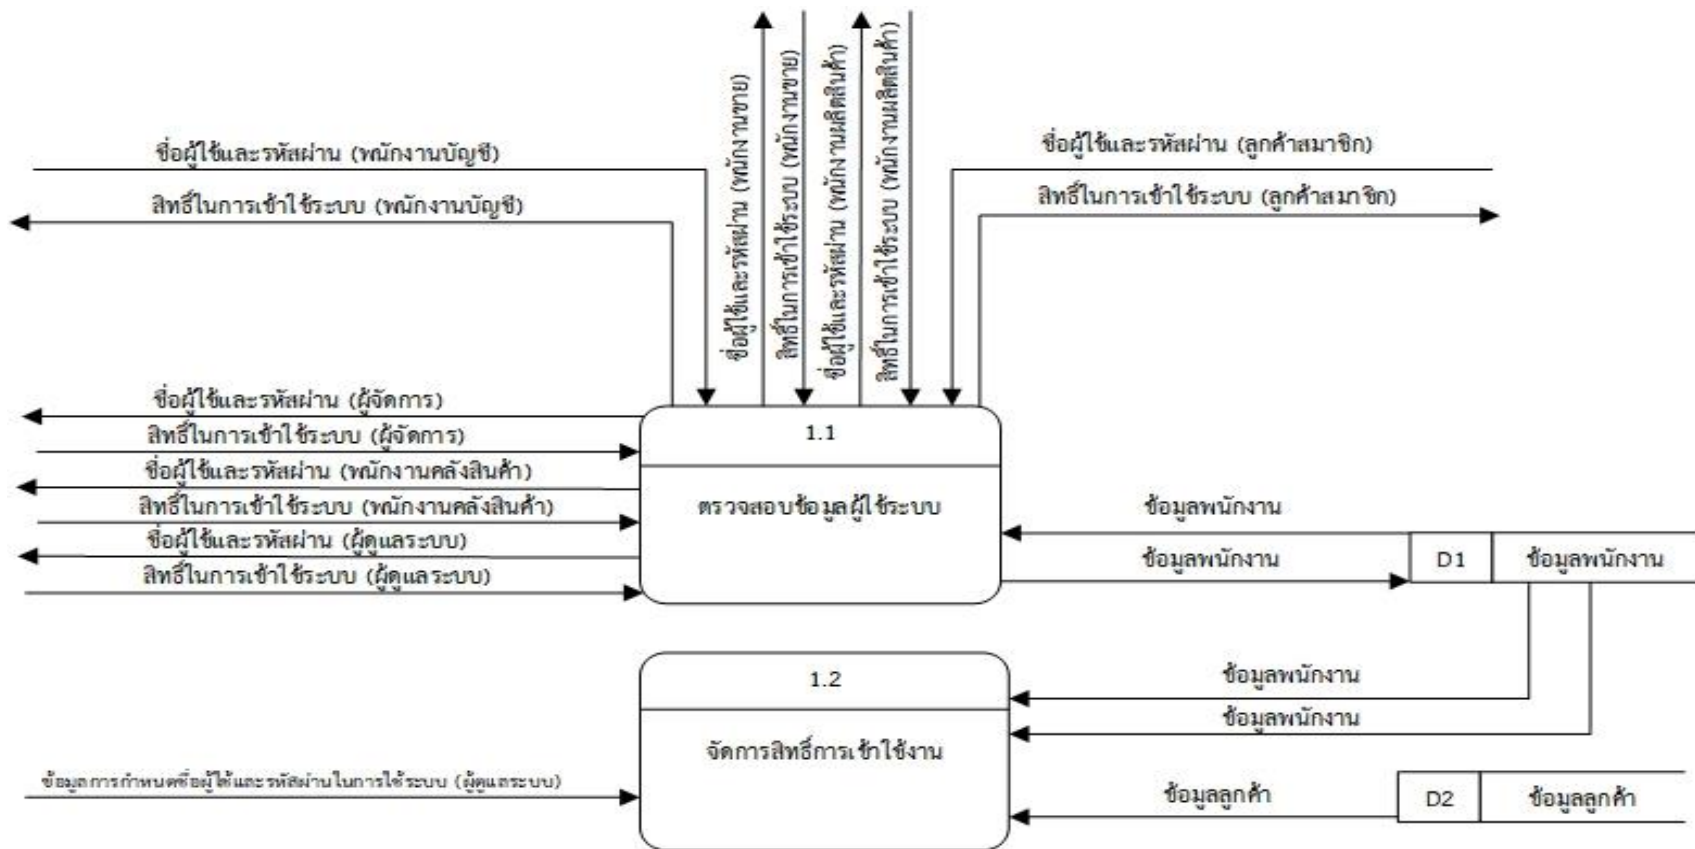 ชื่อผู้ใช้และรหัสผ่าน (พนักงานบัญชี)
สิทธิ์ในการเข้าใช้ระบบ (พนักงานบัญชี)
ชื่อผู้ใช้และรหัสผ่าน (พนักงานขาย)
สิทธิ์ในการเข้าใช้ระบบ (พนักงานขาย)
ชื่อผู้ใช้และรหัสผ่าน (พนักงานผลิตสินค้า)
สิทธิ์ในการเข้าใช้ระบบ (พนักงานผลิตสินค้า)
ชื่อผู้ใช้และรหัสผ่าน (ลูกค้าสมาชิก)
สิทธิ์ในการเข้าใช้ระบบ (ลูกค้าสมาชิก)
ชื่อผู้ใช้และรหัสผ่าน (ผู้จัดการ)
สิทธิ์ในการเข้าใช้ระบบ (ผู้จัดการ)
ชื่อผู้ใช้และรหัสผ่าน (พนักงานคลังสินค้า)
สิทธิ์ในการเข้าใช้ระบบ (พนักงานคลังสินค้า)
ชื่อผู้ใช้และรหัสผ่าน (ผู้ดูแลระบบ)
สิทธิ์ในการเข้าใช้ระบบ (ผู้ดูแลระบบ)
1.1
ตรวจสอบข้อมูลผู้ใช้ระบบ
ข้อมูลพนักงาน
ข้อมูลพนักงาน
D1 ข้อมูลพนักงาน
1.2
จัดการสิทธิ์การเข้าใช้งาน
ข้อมูลพนักงาน
ข้อมูลพนักงาน
ข้อมูลการกำหนดชื่อผู้ใช้และรหัสผ่านในการใช้ระบบ (ผู้ดูแลระบบ)
ข้อมูลลูกค้า
D2 ข้อมูลลูกค้า